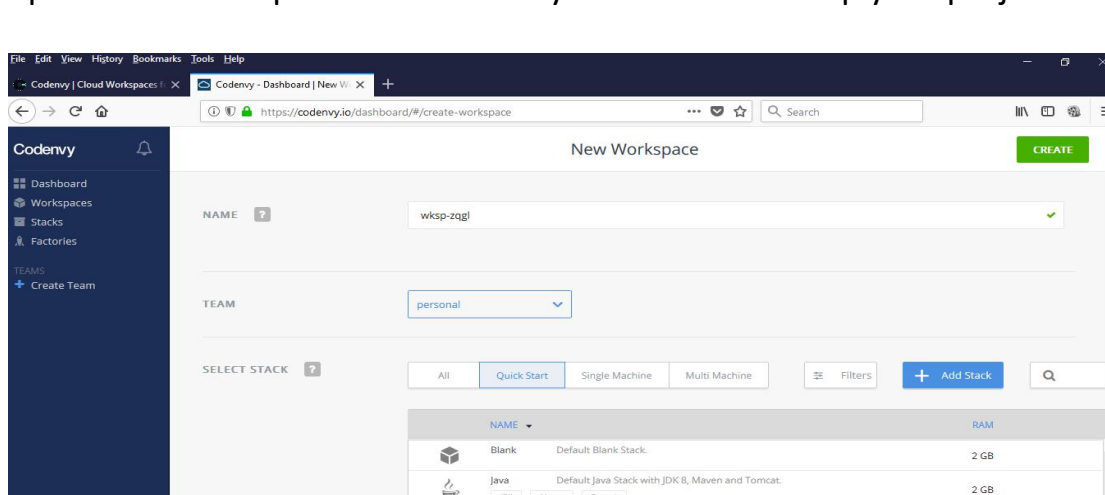 File Edit View History Bookmarks Tools Help
Codenvy | Cloud Workspaces Codenvy - Dashboard | New W
https://codenvy.io/dashboard/#/create-workspace Search
Codenvy New Workspace CREATE
Dashboard
Workspaces
Stacks
Factories
TEAMS
Create Team
NAME ? wksp-zqgl
TEAM personal
SELECT STACK ? All Quick Start Single Machine Multi Machine Filters + Add Stack
NAME RAM
Blank Default Blank Stack. 2 GB
Java Default Java Stack with JDK 8, Maven and Tomcat. 2 GB